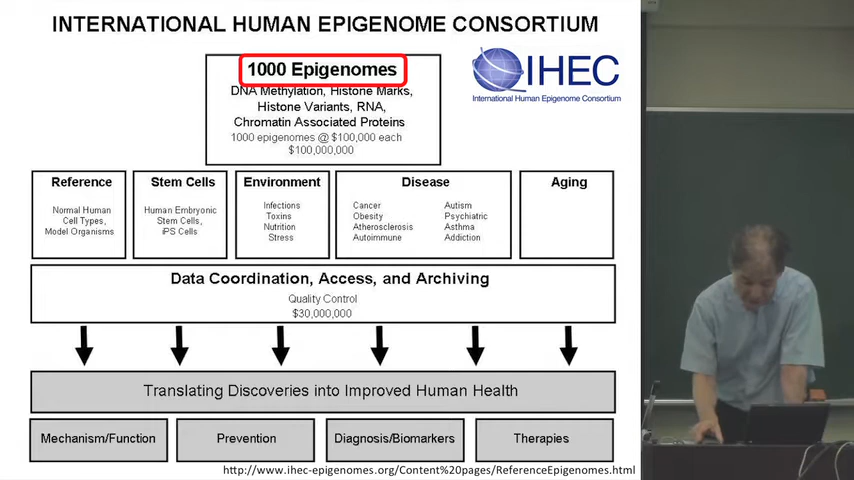 INTERNATIONAL HUMAN EPIGENOME CONSORTIUM
1000 Epigenomes
DNA Methylation, Histone Marks,
Histone Variants, RNA,
Chromatin Associated Proteins
1000 epigenomes @ $100,000 each
$100,000,000
IHEC
International Human Epigenome Consortium
Reference
Normal Human
Cell Types,
Model Organisms
Stem Cells
Human Embryonic
Stem Cells,
iPS Cells
Environment
Infections
Toxins
Nutrition
Stress
Disease
Cancer
Obesity
Atherosclerosis
Autoimmune
Autism
Psychiatric
Asthma
Addiction
Aging
Data Coordination, Access, and Archiving
Quality Control
$30,000,000
Translating Discoveries into Improved Human Health
Mechanism/Function
Prevention
Diagnosis/Biomarkers
Therapies
http://www.ihec-epigenomes.org/Content%20pages/ReferenceEpigenomes.html